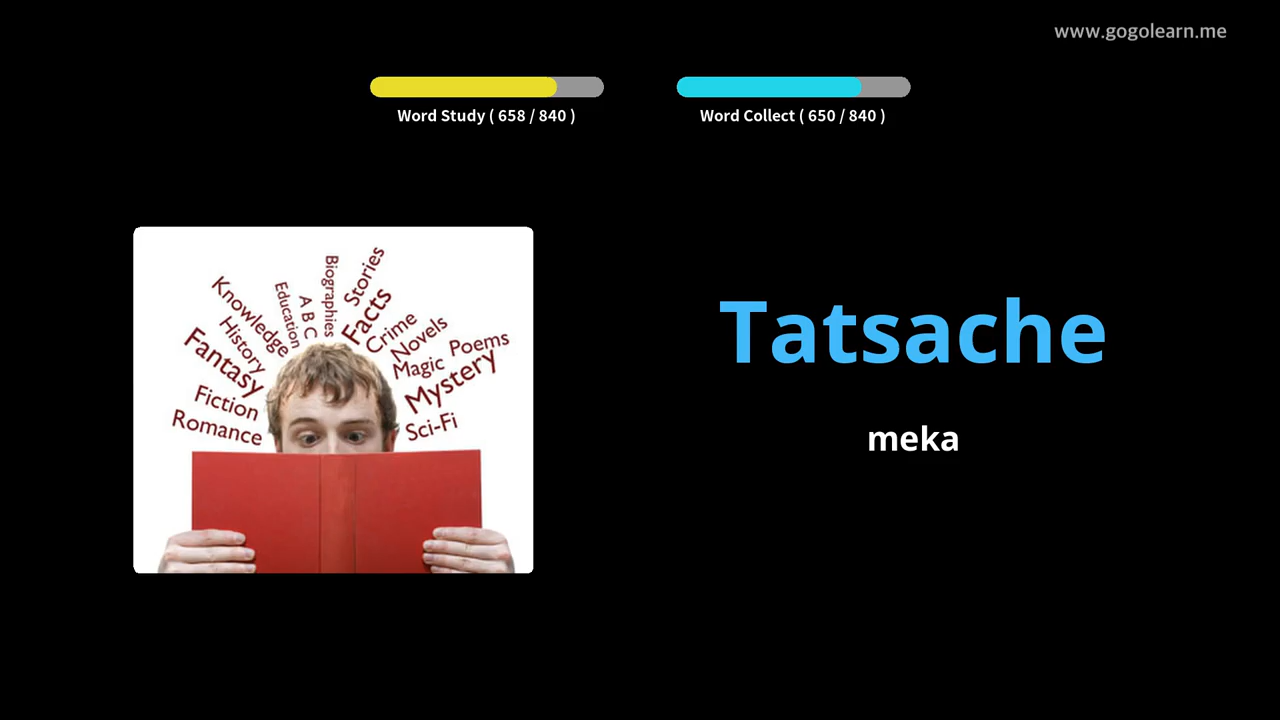 www.gogolearn.me
Word Study ( 658 / 840 )
Word Collect ( 650 / 840 )
Tatsache
meka
Biographies
Stories
Education
A B C
Facts
Knowledge
Crime
History
Novels
Fantasy
Magic
Poems
Mystery
Fiction
Romance
Sci-Fi